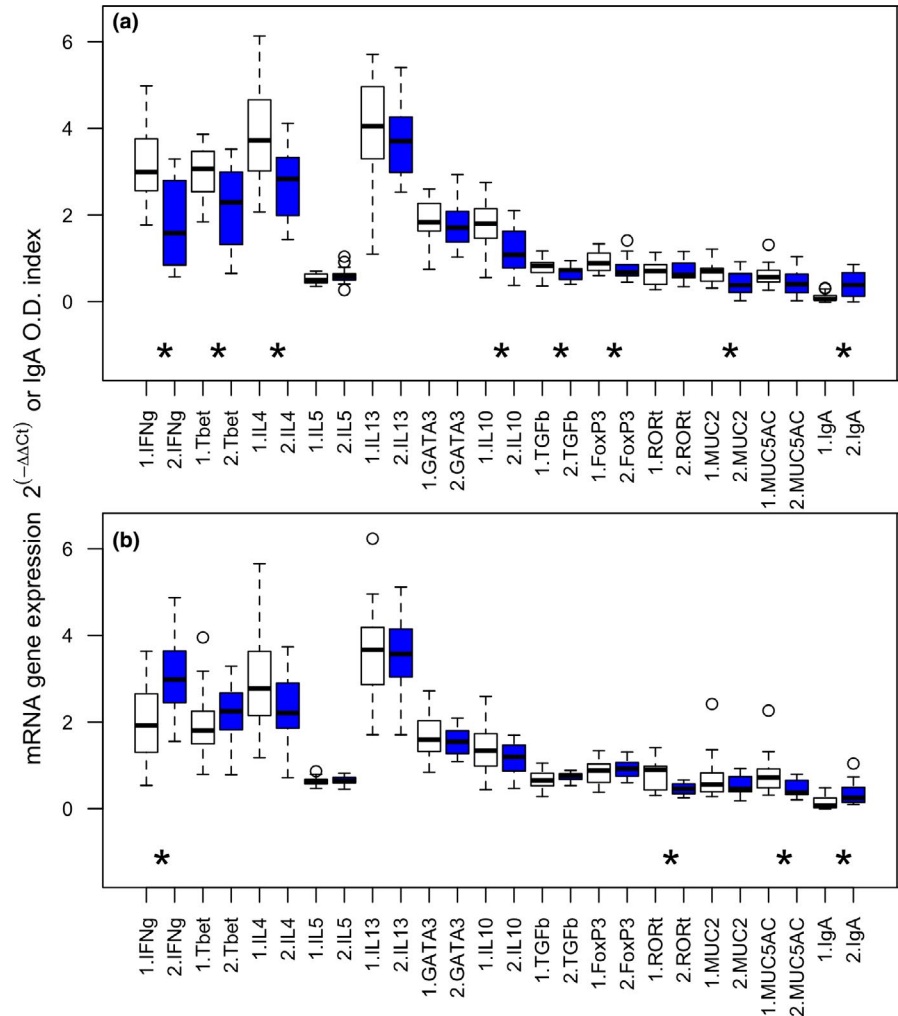 (a)
6
4
2
0
* * * * * * * *
1.IFNg
2.IFNg
1.Tbet
2.Tbet
1.IL4
2.IL4
1.IL5
2.IL5
1.IL13
2.IL13
1.GATA3
2.GATA3
1.IL10
2.IL10
1.TGFb
2.TGFb
1.FoxP3
2.FoxP3
1.RORt
2.RORt
1.MUC2
2.MUC2
1.MUC5AC
2.MUC5AC
1.IgA
2.IgA
mRNA gene expression 2^(−ΔΔCt) or IgA O.D. index
(b)
6
4
2
0
* * * *
1.IFNg
2.IFNg
1.Tbet
2.Tbet
1.IL4
2.IL4
1.IL5
2.IL5
1.IL13
2.IL13
1.GATA3
2.GATA3
1.IL10
2.IL10
1.TGFb
2.TGFb
1.FoxP3
2.FoxP3
1.RORt
2.RORt
1.MUC2
2.MUC2
1.MUC5AC
2.MUC5AC
1.IgA
2.IgA